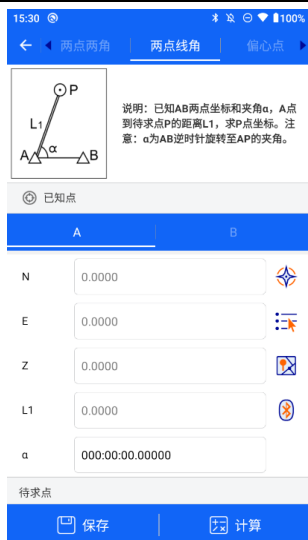 15:30 100%
两点两角 两点线角 偏心点
P
L1
A α B
说明：已知AB两点坐标和夹角α，A点
到待求点P的距离L1，求P点坐标。注
意：α为AB逆时针旋转至AP的夹角。
已知点
A B
N 0.0000
E 0.0000
Z 0.0000
L1 0.0000
α 000:00:00.00000
待求点
保存 计算